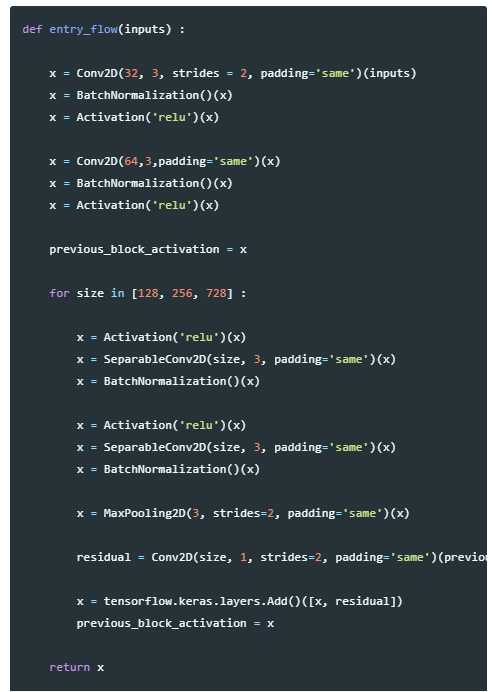 def entry_flow(inputs) :
x = Conv2D(32, 3, strides = 2, padding='same')(inputs)
x = BatchNormalization()(x)
x = Activation('relu')(x)
x = Conv2D(64,3,padding='same')(x)
x = BatchNormalization()(x)
x = Activation('relu')(x)
previous_block_activation = x
for size in [128, 256, 728] :
x = Activation('relu')(x)
x = SeparableConv2D(size, 3, padding='same')(x)
x = BatchNormalization()(x)
x = Activation('relu')(x)
x = SeparableConv2D(size, 3, padding='same')(x)
x = BatchNormalization()(x)
x = MaxPooling2D(3, strides=2, padding='same')(x)
residual = Conv2D(size, 1, strides=2, padding='same')(previou
x = tensorflow.keras.layers.Add()([x, residual])
previous_block_activation = x
return x